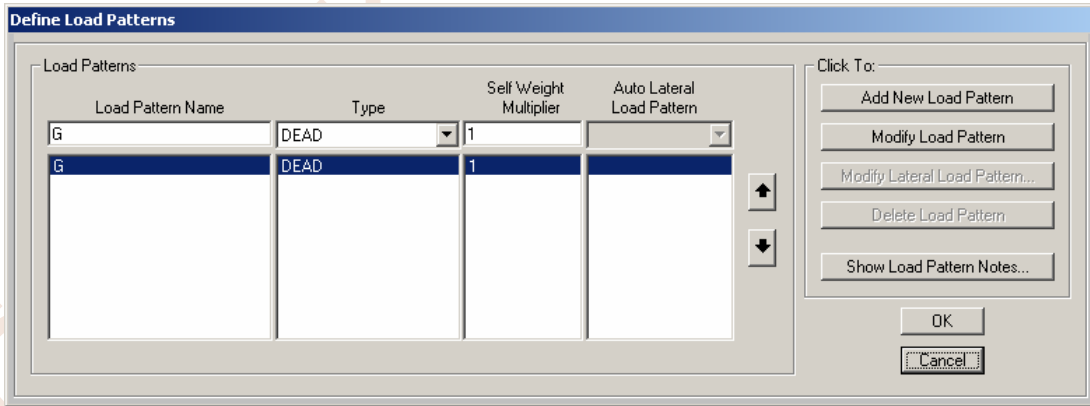 Define Load Patterns
Load Patterns
Load Pattern Name
Type
Self Weight
Multiplier
Auto Lateral
Load Pattern
G
DEAD
1
G
DEAD
1
Click To:
Add New Load Pattern
Modify Load Pattern
Modify Lateral Load Pattern...
Delete Load Pattern
Show Load Pattern Notes...
OK
Cancel